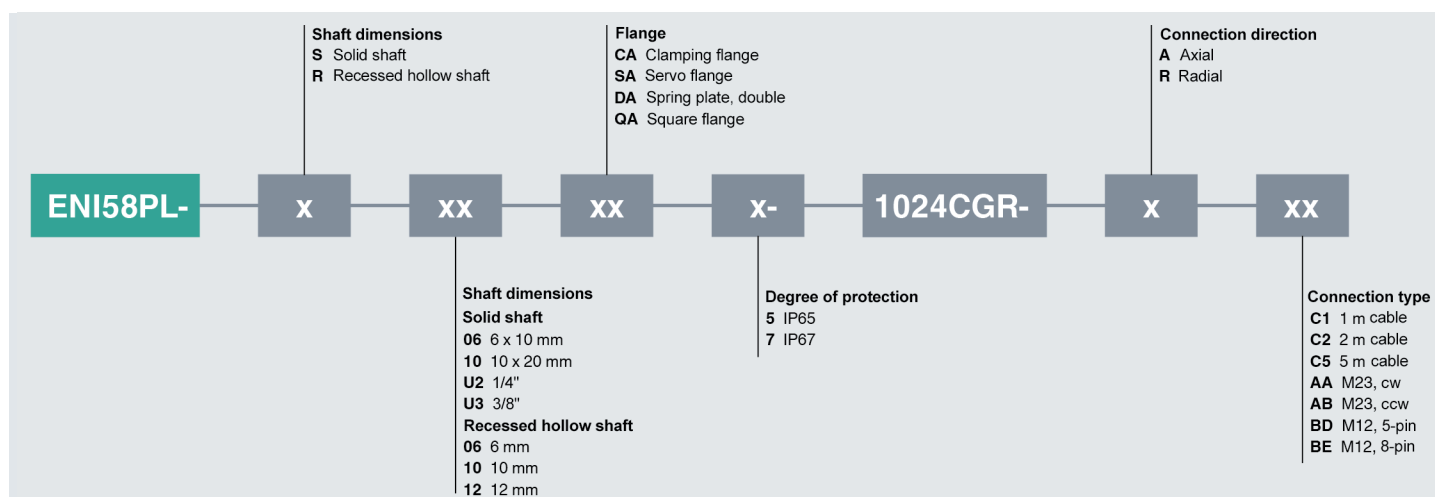 Shaft dimensions
S Solid shaft
R Recessed hollow shaft
Flange
CA Clamping flange
SA Servo flange
DA Spring plate, double
QA Square flange
Connection direction
A Axial
R Radial
ENI58PL- x xx xx x- 1024CGR- x xx
Shaft dimensions
Solid shaft
06 6 x 10 mm
10 10 x 20 mm
U2 1/4"
U3 3/8"
Recessed hollow shaft
06 6 mm
10 10 mm
12 12 mm
Degree of protection
5 IP65
7 IP67
Connection type
C1 1 m cable
C2 2 m cable
C5 5 m cable
AA M23, cw
AB M23, ccw
BD M12, 5-pin
BE M12, 8-pin